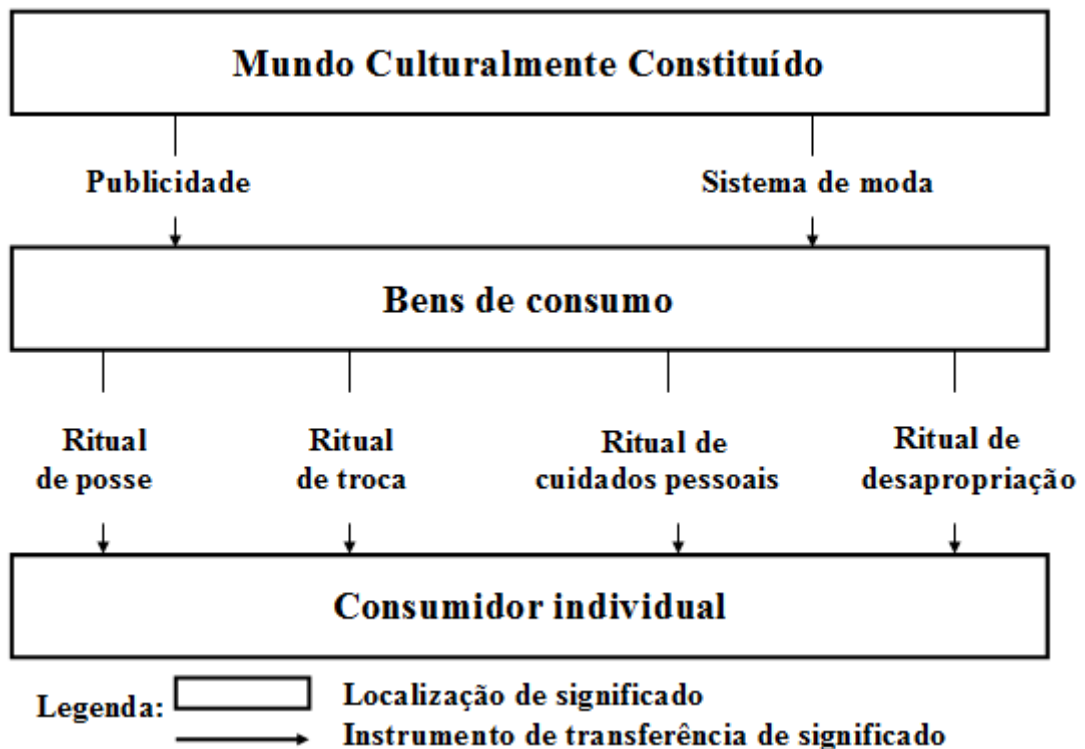 Mundo Culturalmente Constituído
Publicidade
Sistema de moda
Bens de consumo
Ritual
de posse
Ritual
de troca
Ritual de
cuidados pessoais
Ritual de
desapropriação
Consumidor individual
Legenda:
Localização de significado
Instrumento de transferência de significado